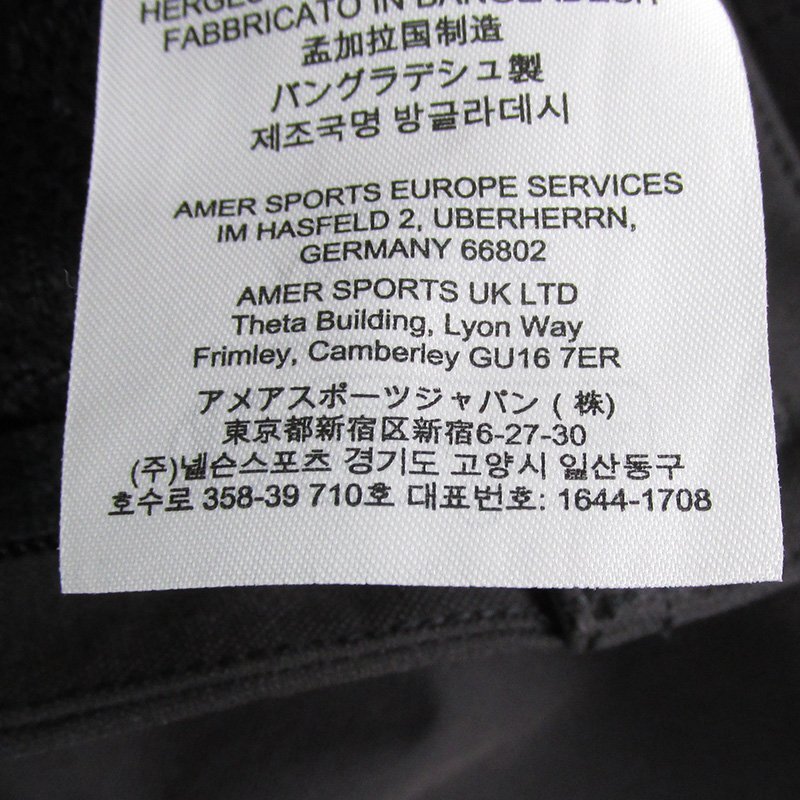 FABBRICATO IN BANGLADESH
孟加拉国制造
バングラデシュ製
제조국명 방글라데시
AMER SPORTS EUROPE SERVICES
IM HASFELD 2, UBERHERRN,
GERMANY 66802
AMER SPORTS UK LTD
Theta Building, Lyon Way
Frimley, Camberley GU16 7ER
アメアスポーツジャパン (株)
東京都新宿区新宿6-27-30
(주)넬슨스포츠 경기도 고양시 일산동구
호수로 358-39 710호 대표번호: 1644-1708